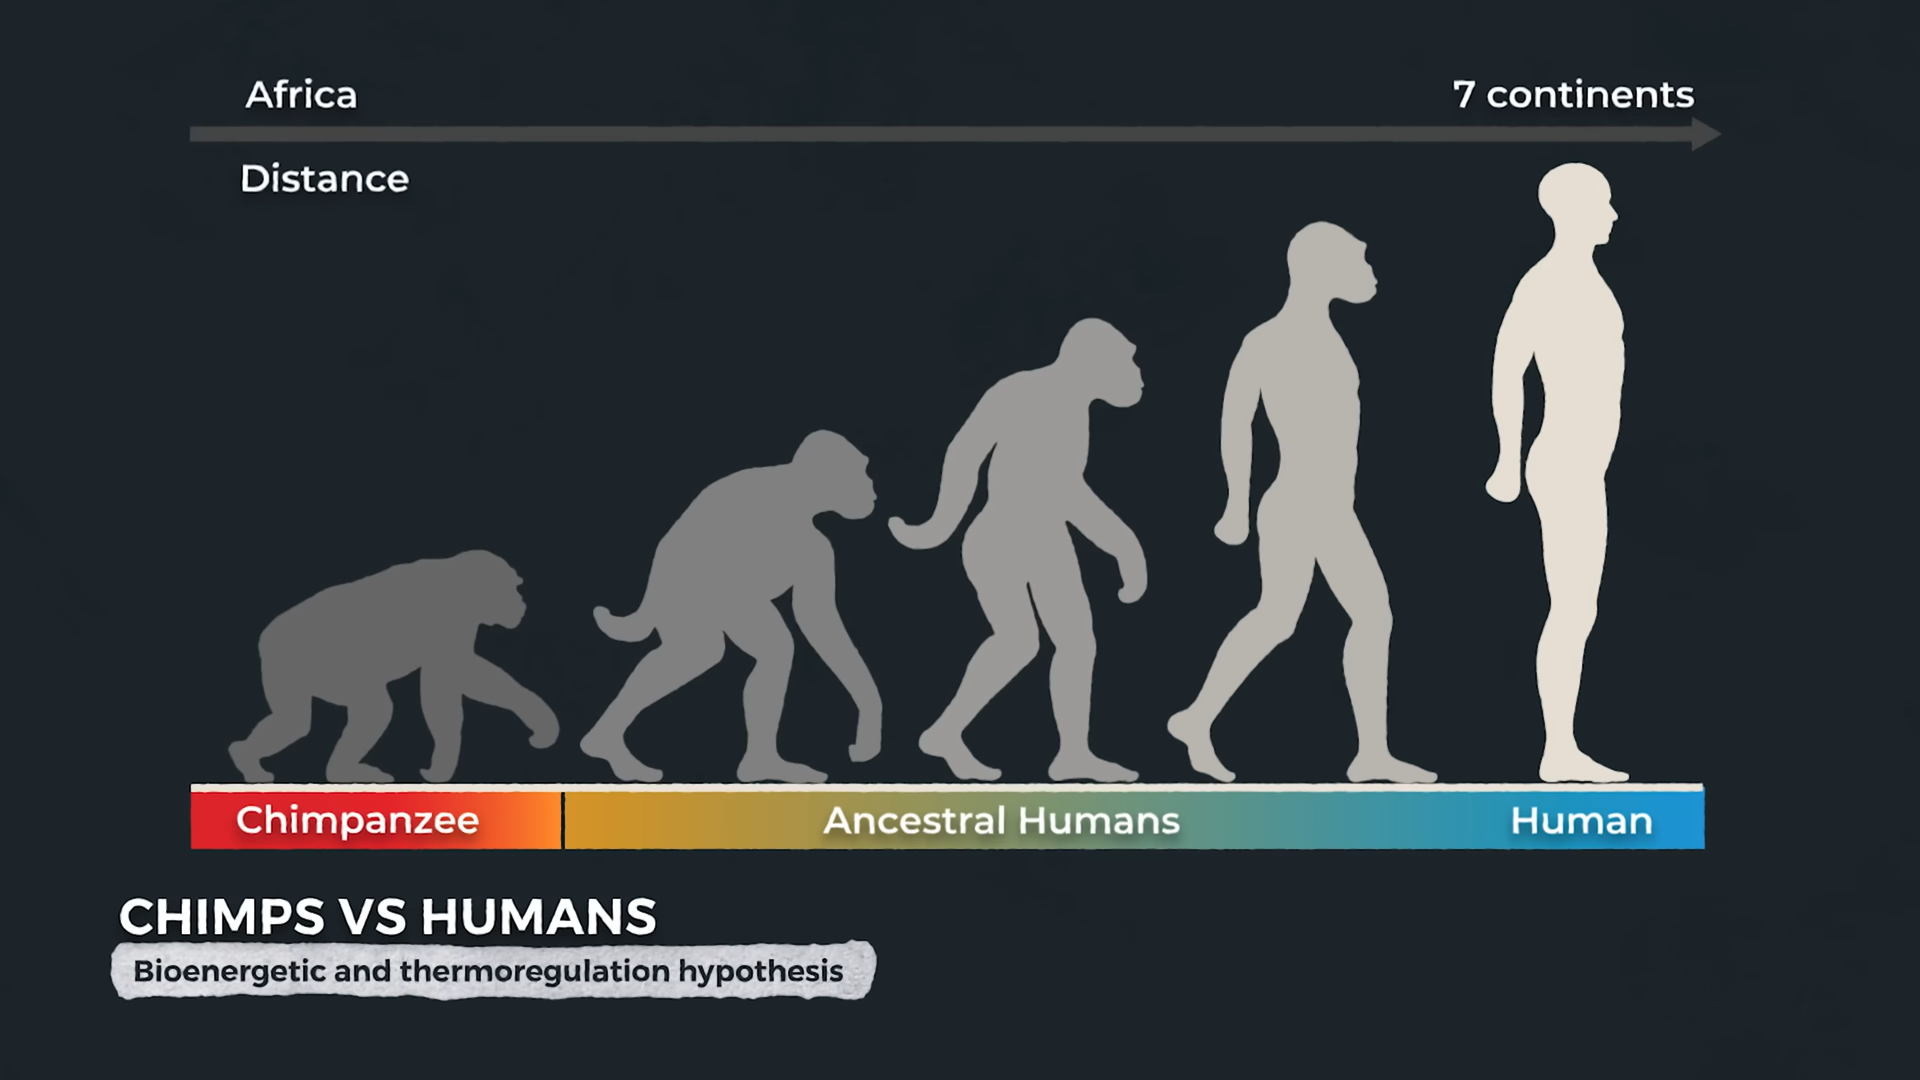 Africa
7 continents
Distance
Chimpanzee
Ancestral Humans
Human
CHIMPS VS HUMANS
Bioenergetic and thermoregulation hypothesis